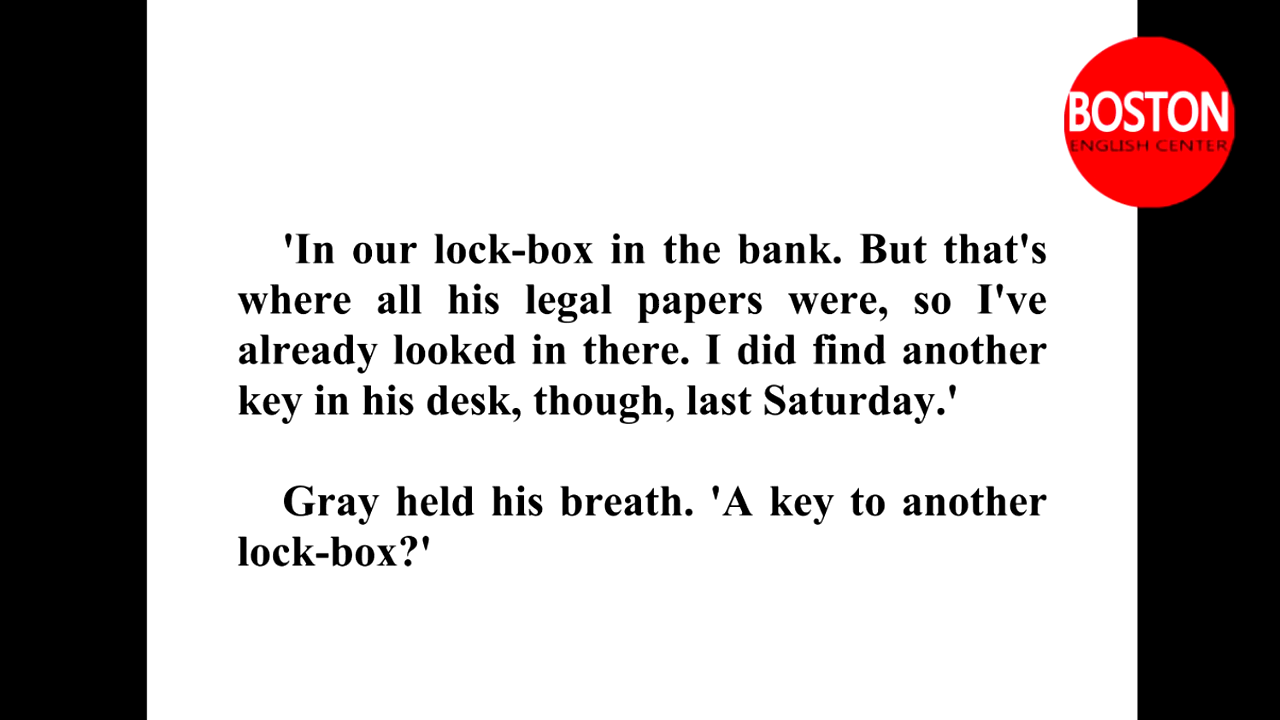 BOSTON
ENGLISH CENTER
'In our lock-box in the bank. But that's
where all his legal papers were, so I've
already looked in there. I did find another
key in his desk, though, last Saturday.'
Gray held his breath. 'A key to another
lock-box?'